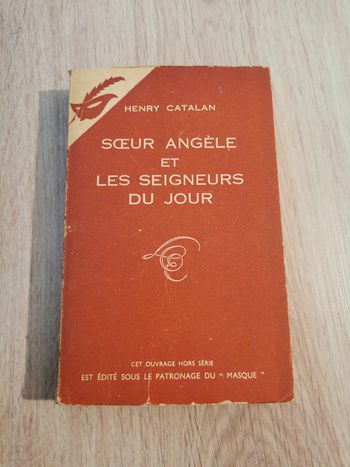 HENRY CATALAN
SŒUR ANGÈLE
ET
LES SEIGNEURS
DU JOUR
CET OUVRAGE HORS SÉRIE
EST ÉDITÉ SOUS LE PATRONAGE DU " MASQUE "